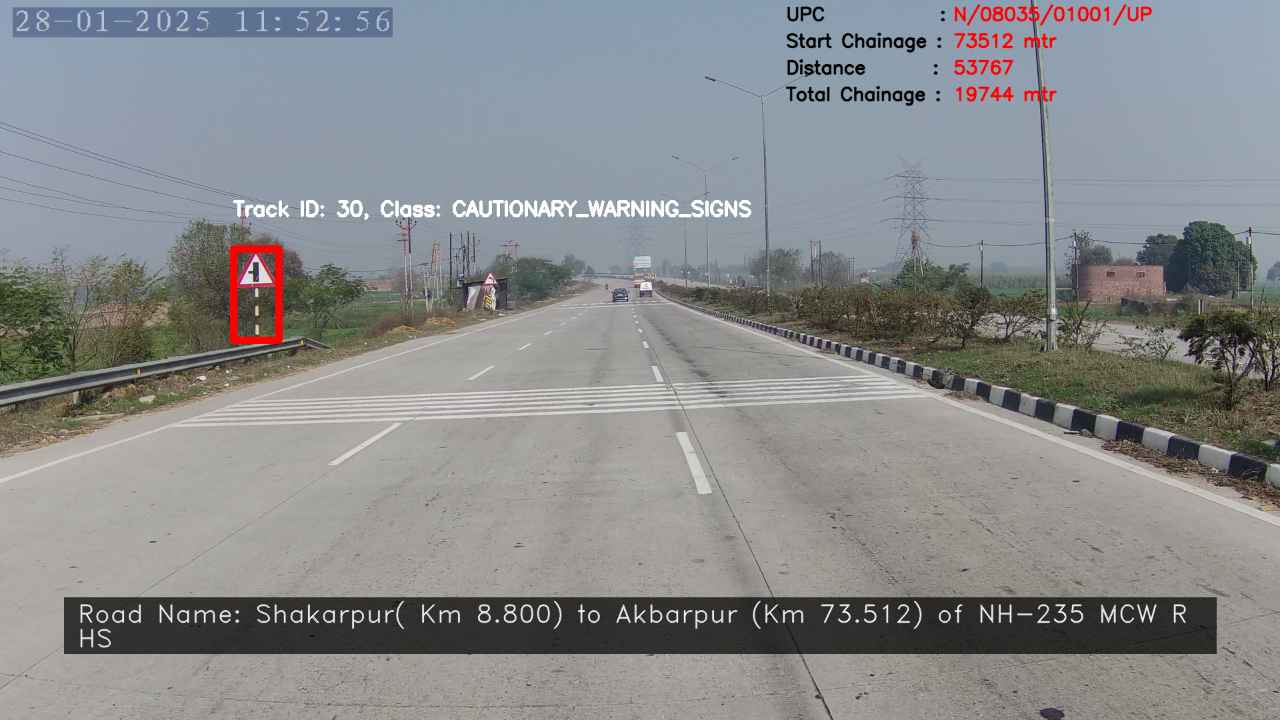 28-01-2025 11:52:56
UPC : N/08035/01001/UP
Start Chainage : 73512 mtr
Distance : 53767
Total Chainage : 19744 mtr
Track ID: 30, Class: CAUTIONARY_WARNING_SIGNS
Road Name: Shakarpur( Km 8.800) to Akbarpur (Km 73.512) of NH-235 MCW R
HS